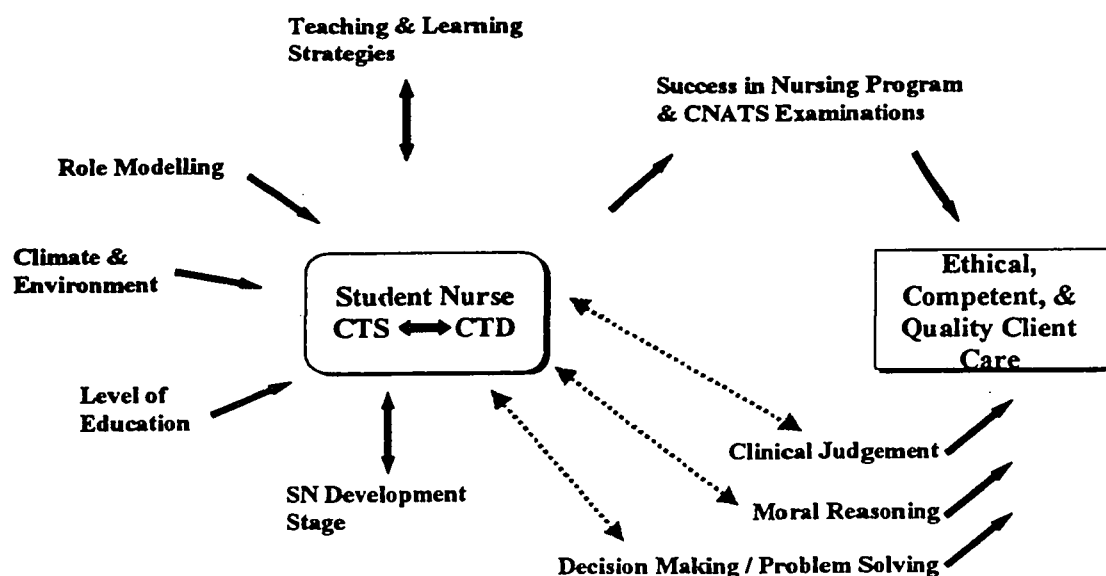 Teaching & Learning
Strategies
Success in Nursing Program
& CNATS Examinations
Role Modelling
Climate &
Environment
Student Nurse
CTS CTD
Ethical,
Competent, &
Quality Client
Care
Level of
Education
Clinical Judgement
SN Development
Stage
Moral Reasoning
Decision Making / Problem Solving